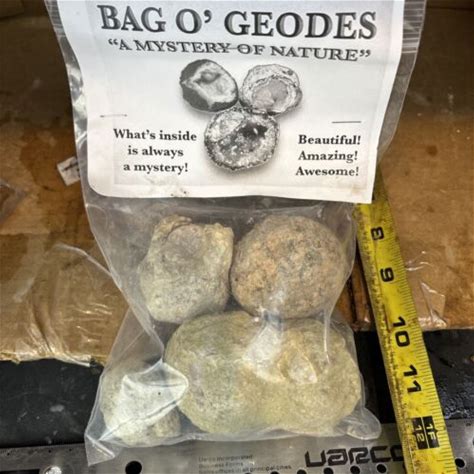 BAG O' GEODES
"A MYSTERY OF NATURE"
What's inside
is always
a mystery!
Beautiful!
Amazing!
Awesome!
8
9
10
11
1F
12
uarco